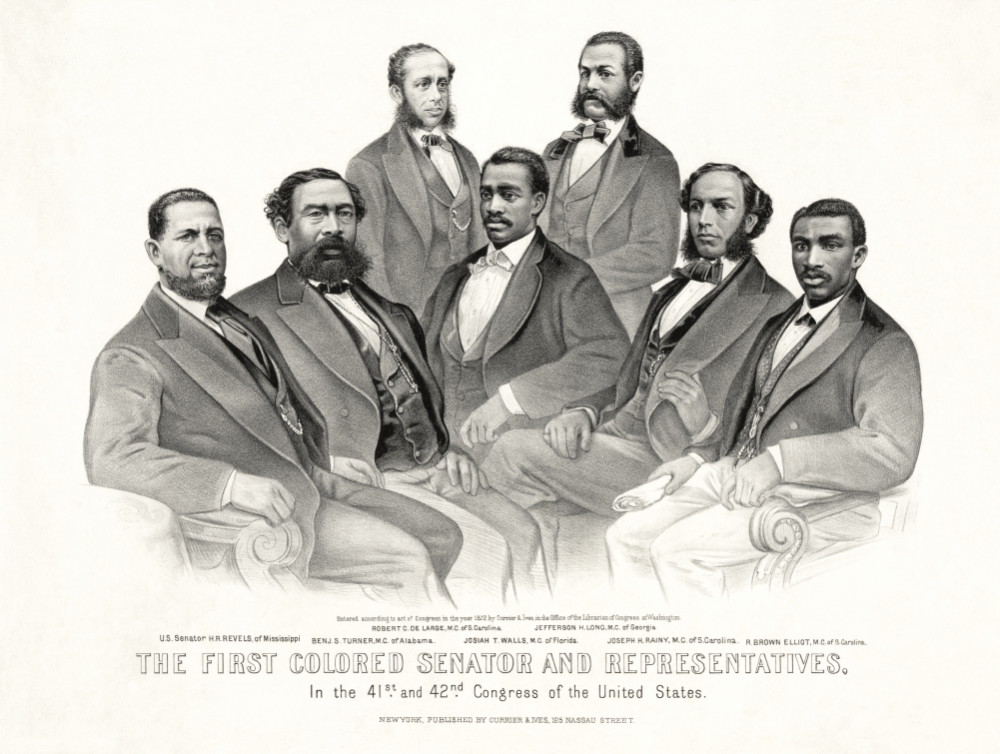 Entered according to act of Congress in the year 1872 by Currier & Ives, in the Office of the Librarian of Congress at Washington.
ROBERT C. DE LARGE, M.C. of S. Carolina. JEFFERSON H. LONG, M.C. of Georgia
U.S. Senator H.R. REVELS, of Mississippi BENJ. S. TURNER, M.C. of Alabama. JOSIAH T. WALLS, M.C. of Florida. JOSEPH H. RAINY, M.C. of S. Carolina. R. BROWN ELLIOT, M.C. of S. Carolina.
THE FIRST COLORED SENATOR AND REPRESENTATIVES,
In the 41st. and 42nd. Congress of the United States.
NEW YORK, PUBLISHED BY CURRIER & IVES, 125 NASSAU STREET.